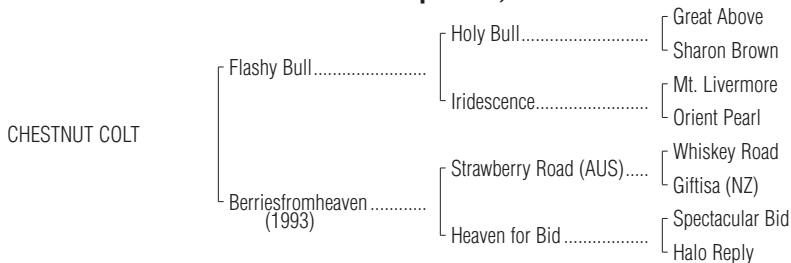 Great Above
Holy Bull
Sharon Brown
Flashy Bull
Mt. Livermore
Iridescence
Orient Pearl
CHESTNUT COLT
Whiskey Road
Strawberry Road (AUS)
Giftisa (NZ)
Berriesfromheaven
(1993)
Spectacular Bid
Heaven for Bid
Halo Reply